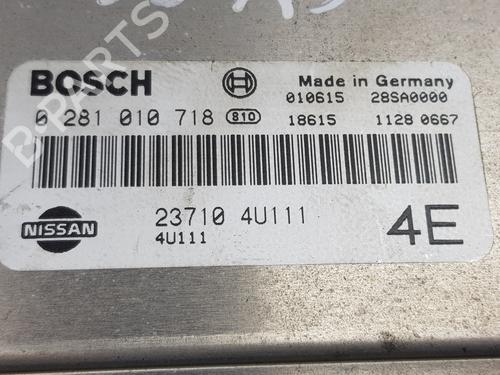 BOSCH
Made in Germany
010615 28SA0000
0 281 010 718 810
18615 1128 0667
NISSAN
23710 4U111
4U111
4E
B-PARTS